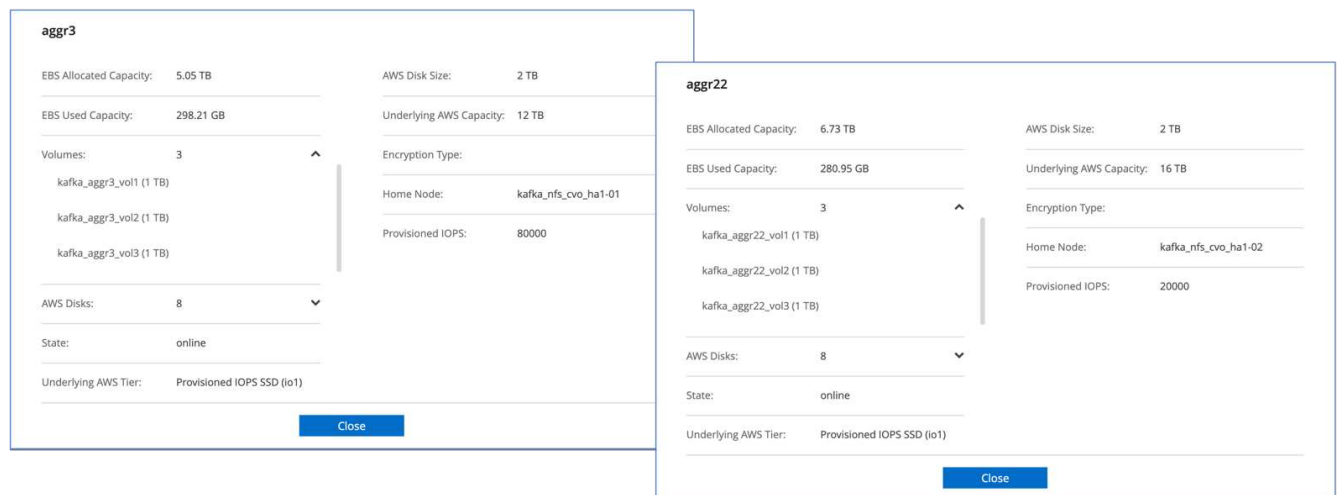 aggr3
EBS Allocated Capacity: 5.05 TB AWS Disk Size: 2 TB
EBS Used Capacity: 298.21 GB Underlying AWS Capacity: 12 TB
Volumes: 3 Encryption Type:
kafka_aggr3_vol1 (1 TB)
Home Node: kafka_nfs_cvo_ha1-01
kafka_aggr3_vol2 (1 TB)
Provisioned IOPS: 80000
kafka_aggr3_vol3 (1 TB)
AWS Disks: 8
State: online
Underlying AWS Tier: Provisioned IOPS SSD (io1)
Close
aggr22
EBS Allocated Capacity: 6.73 TB AWS Disk Size: 2 TB
EBS Used Capacity: 280.95 GB Underlying AWS Capacity: 16 TB
Volumes: 3 Encryption Type:
kafka_aggr22_vol1 (1 TB)
Home Node: kafka_nfs_cvo_ha1-02
kafka_aggr22_vol2 (1 TB)
Provisioned IOPS: 20000
kafka_aggr22_vol3 (1 TB)
AWS Disks: 8
State: online
Underlying AWS Tier: Provisioned IOPS SSD (io1)
Close